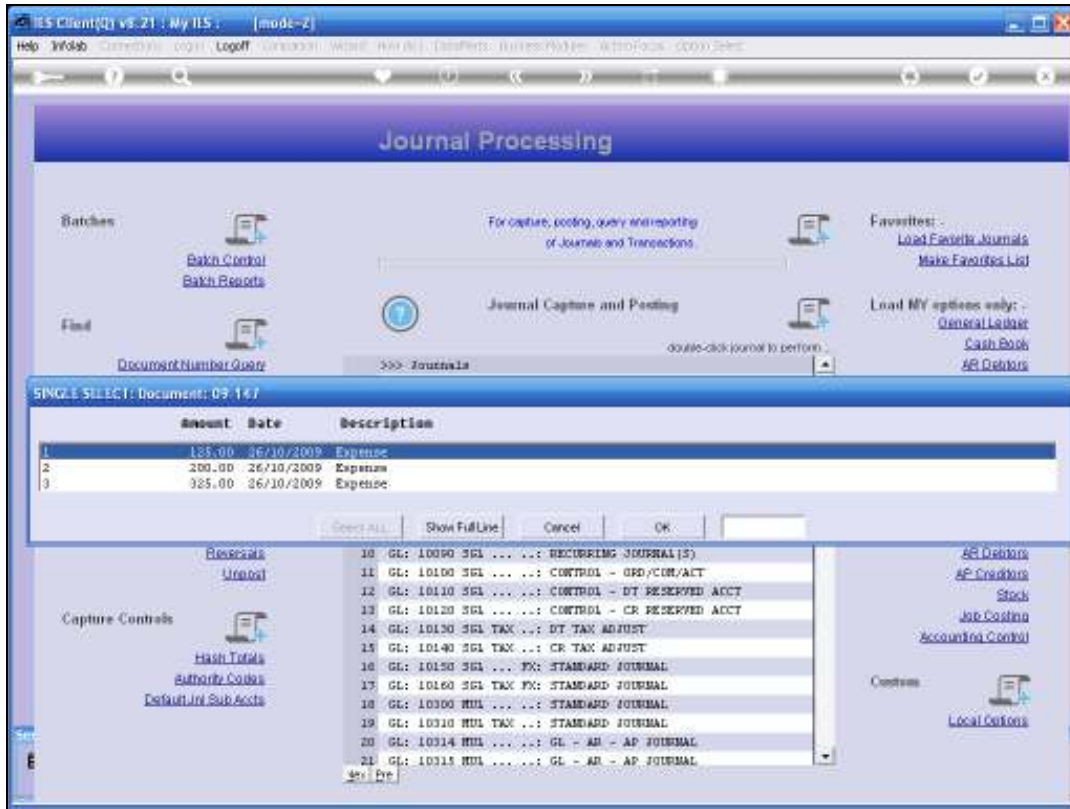 IES Client(Q) v8.21 : My IES : [mode=Z]
Help Infolab Logoff
Journal Processing
Batches
Batch Control
Batch Reports
Find
Document Number Query
For capture, posting, query and reporting
of Journals and Transactions.
Journal Capture and Posting
double-click journal to perform
>>> Journals
Favorites: .
Load Favorite Journals
Make Favorites List
Load MY options only: .
General Ledger
Cash Book
AR Debtors
SINGLE SELECT: Document: 09-147
Amount Date Description
1 125.00 26/10/2009 Expense
2 200.00 26/10/2009 Expense
3 325.00 26/10/2009 Expense
Select ALL Show Full Line Cancel OK
Reversals
Unpost
Capture Controls
Hash Totals
Authority Codes
Default Jnl Sub Accts
10 GL: 10090 SGL ... ..: RECURRING JOURNAL(S)
11 GL: 10100 SGL ... ..: CONTROL - ORD/COM/ACT
12 GL: 10110 SGL ... ..: CONTROL - DT RESERVED ACCT
13 GL: 10120 SGL ... ..: CONTROL - CR RESERVED ACCT
14 GL: 10130 SGL TAX ..: DT TAX ADJUST
15 GL: 10140 SGL TAX ..: CR TAX ADJUST
16 GL: 10150 SGL ... FX: STANDARD JOURNAL
17 GL: 10160 SGL TAX FX: STANDARD JOURNAL
18 GL: 10300 MUL ... ..: STANDARD JOURNAL
19 GL: 10310 MUL TAX ..: STANDARD JOURNAL
20 GL: 10314 MUL ... ..: GL - AR - AP JOURNAL
21 GL: 10315 MUL ... ..: GL - AR - AP JOURNAL
Nex Pre
AR Debtors
AP Creditors
Stock
Job Costing
Accounting Control
Custom
Local Options